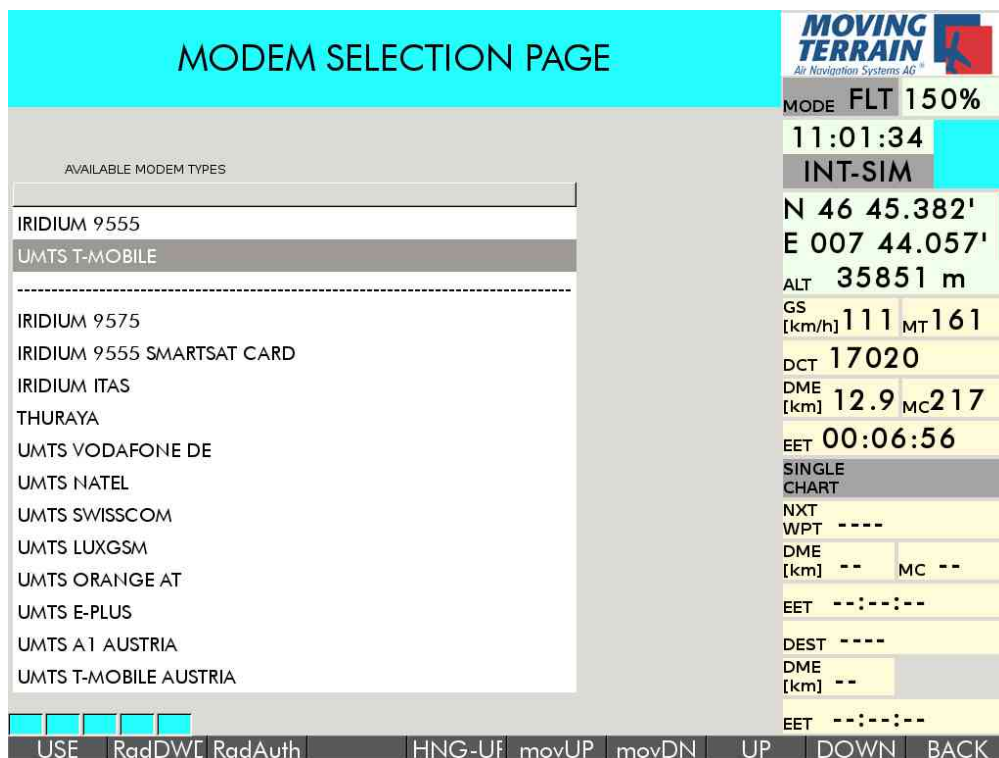 MODEM SELECTION PAGE
AVAILABLE MODEM TYPES
IRIDIUM 9555
UMTS T-MOBILE
--------------------------------------------------------------------------------
IRIDIUM 9575
IRIDIUM 9555 SMARTSAT CARD
IRIDIUM ITAS
THURAYA
UMTS VODAFONE DE
UMTS NATEL
UMTS SWISSCOM
UMTS LUXGSM
UMTS ORANGE AT
UMTS E-PLUS
UMTS A1 AUSTRIA
UMTS T-MOBILE AUSTRIA
MOVING
TERRAIN
Air Navigation Systems AG ®
MODE FLT 150%
11:01:34
INT-SIM
N 46 45.382'
E 007 44.057'
ALT 35851 m
GS
[km/h] 111 MT 161
DCT 17020
DME
[km] 12.9 MC 217
EET 00:06:56
SINGLE
CHART
NXT
WPT ----
DME
[km] -- MC --
EET --:--:--
DEST ----
DME
[km] --
EET --:--:--
USE RadDWD RadAuth HNG-UP movUP movDN UP DOWN BACK